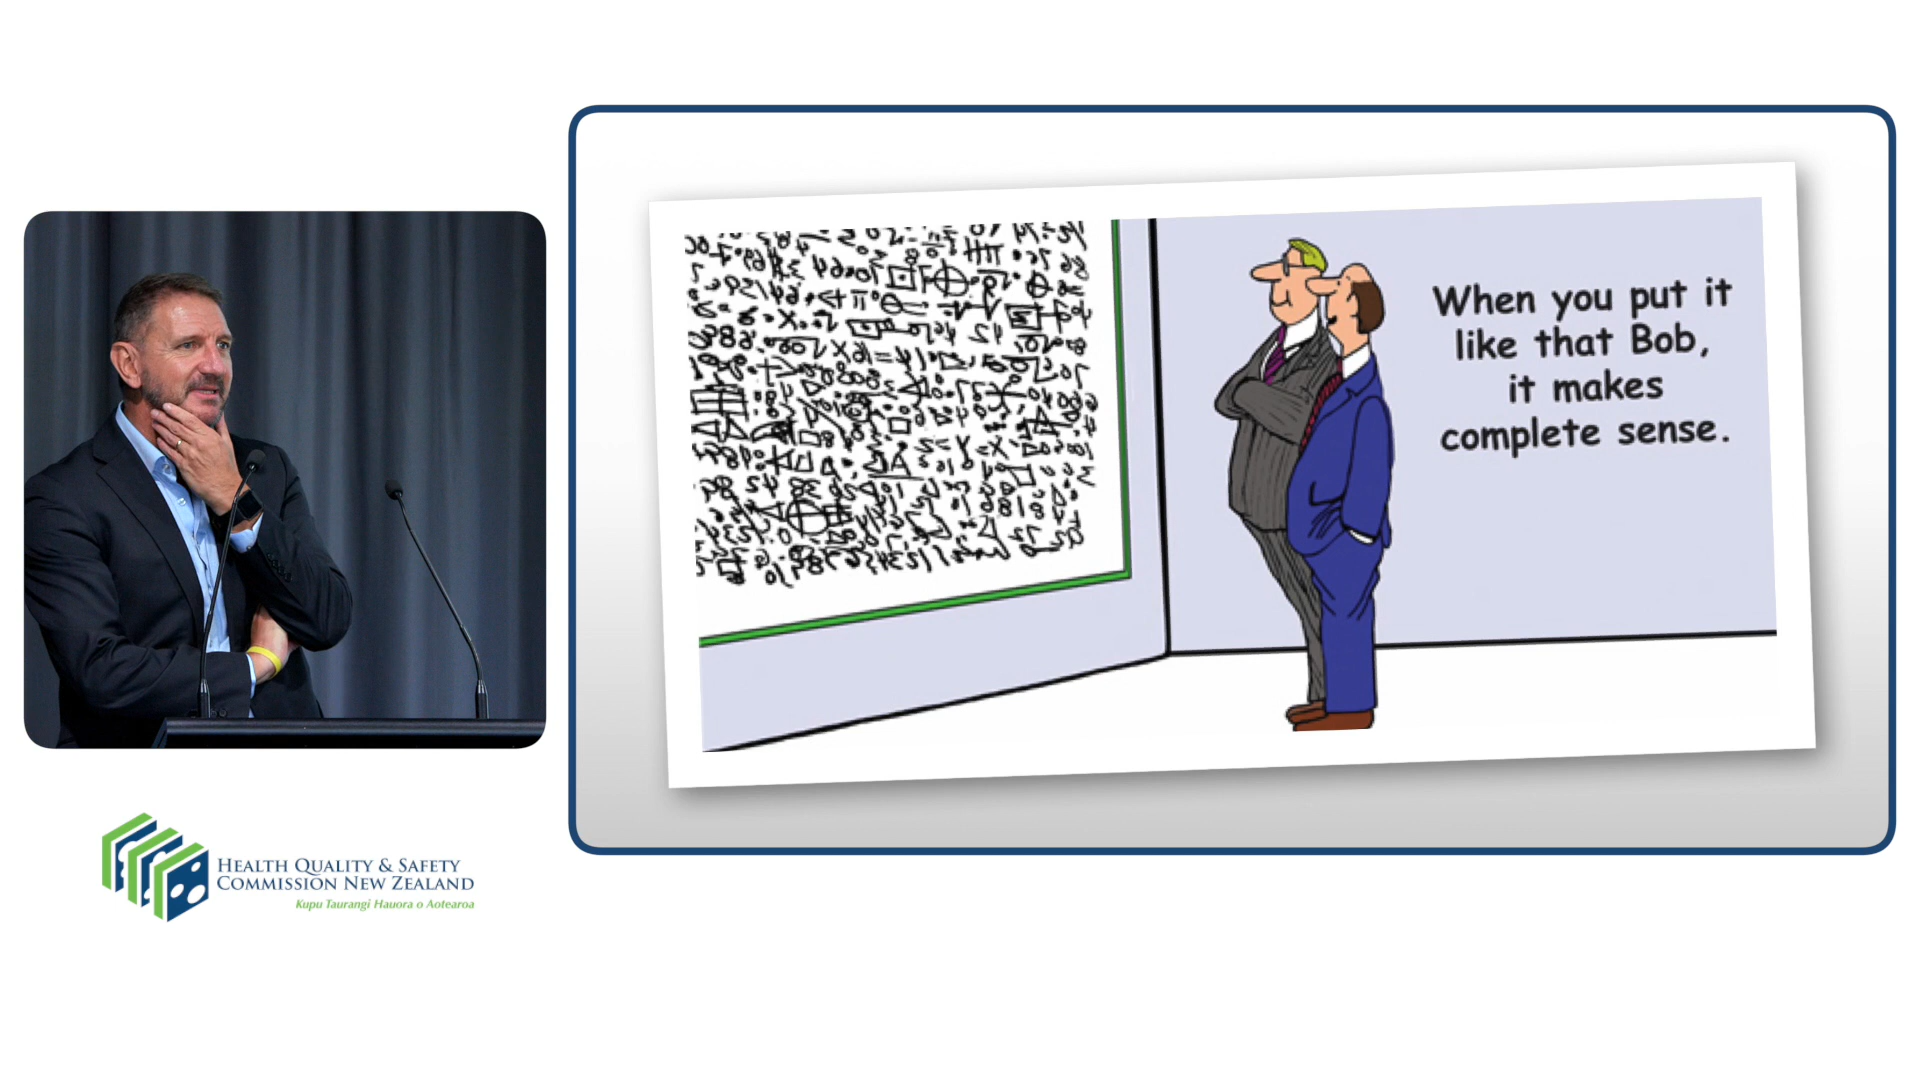 When you put it
like that Bob,
it makes
complete sense.
HEALTH QUALITY & SAFETY
COMMISSION NEW ZEALAND
Kupu Taurangi Hauora o Aotearoa